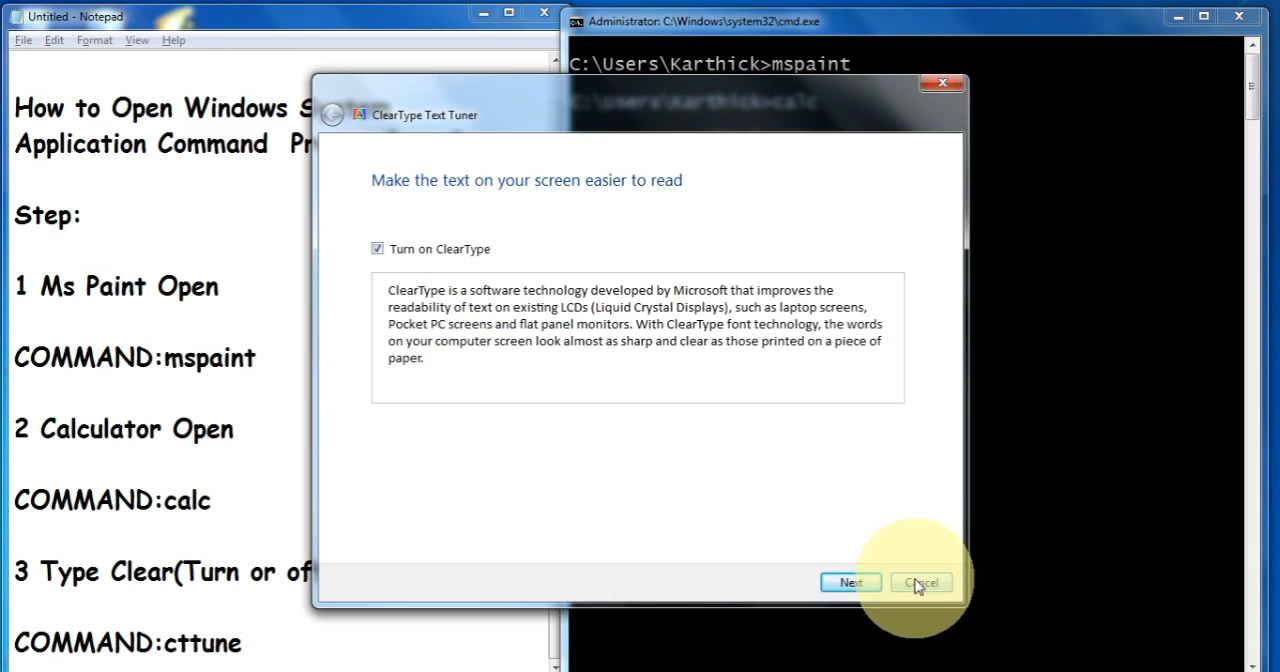 Untitled - Notepad
File Edit Format View Help
How to Open Windows S
Application Command Pr
Step:
1 Ms Paint Open
COMMAND:mspaint
2 Calculator Open
COMMAND:calc
3 Type Clear(Turn or of
COMMAND:cttune
Administrator: C:\Windows\system32\cmd.exe
C:\Users\Karthick>mspaint
C:\Users\Karthick>calc
ClearType Text Tuner
Make the text on your screen easier to read
Turn on ClearType
ClearType is a software technology developed by Microsoft that improves the
readability of text on existing LCDs (Liquid Crystal Displays), such as laptop screens,
Pocket PC screens and flat panel monitors. With ClearType font technology, the words
on your computer screen look almost as sharp and clear as those printed on a piece of
paper.
Next Cancel